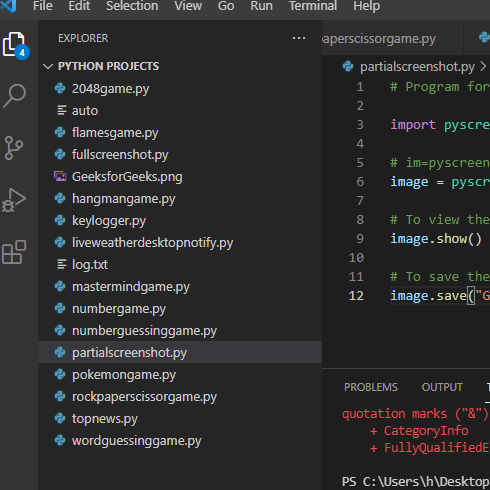 File Edit Selection View Go Run Terminal Help
EXPLORER ...
paperscissorgame.py
4
PYTHON PROJECTS
partialscreenshot.py
2048game.py
auto
flamesgame.py
fullscreenshot.py
GeeksforGeeks.png
hangmangame.py
keylogger.py
liveweatherdesktopnotify.py
log.txt
mastermindgame.py
numbergame.py
numberguessinggame.py
partialscreenshot.py
pokemongame.py
rockpaperscissorgame.py
topnews.py
wordguessinggame.py
1 # Program for
2
3 import pyscre
4
5 # im=pyscreen
6 image = pyscr
7
8 # To view the
9 image.show()
10
11 # To save the
12 image.save("G
PROBLEMS OUTPUT
quotation marks ("&")
+ CategoryInfo
+ FullyQualifiedE
PS C:\Users\h\Desktop